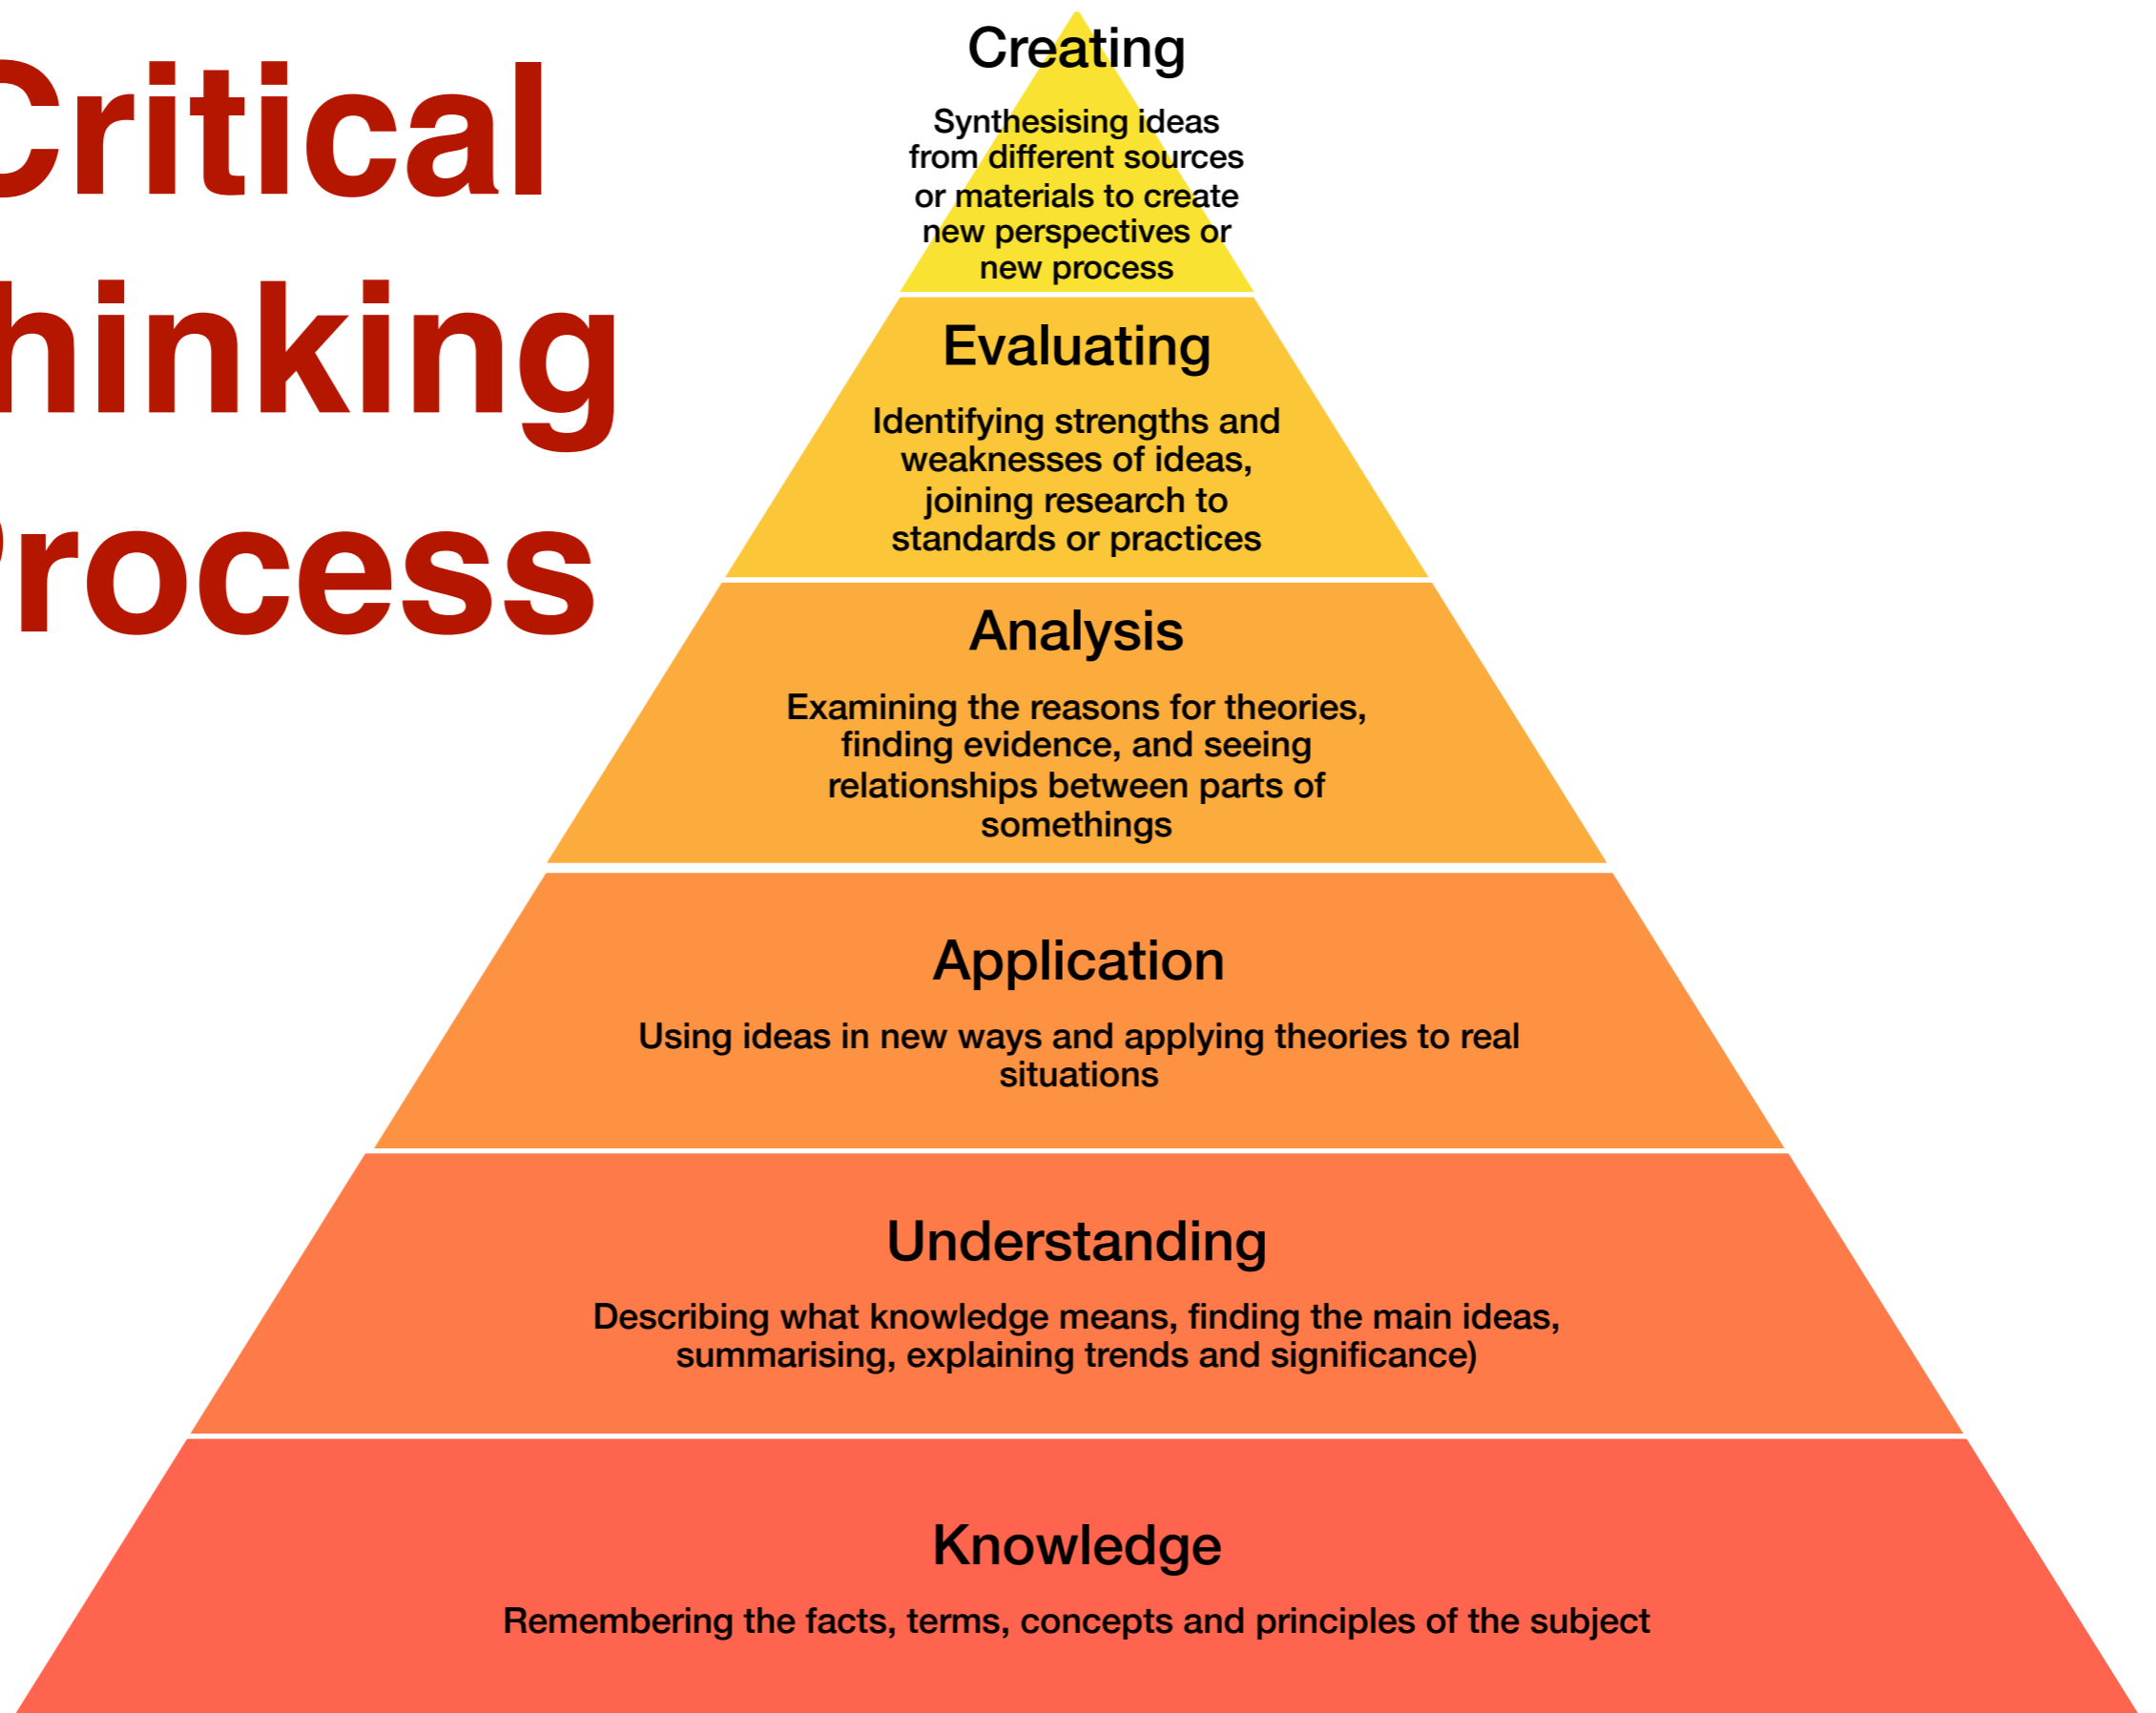 Critical
hinking
rocess
Creating
Synthesising ideas
from different sources
or materials to create
new perspectives or
new process
Evaluating
Identifying strengths and
weaknesses of ideas,
joining research to
standards or practices
Analysis
Examining the reasons for theories,
finding evidence, and seeing
relationships between parts of
somethings
Application
Using ideas in new ways and applying theories to real
situations
Understanding
Describing what knowledge means, finding the main ideas,
summarising, explaining trends and significance)
Knowledge
Remembering the facts, terms, concepts and principles of the subject